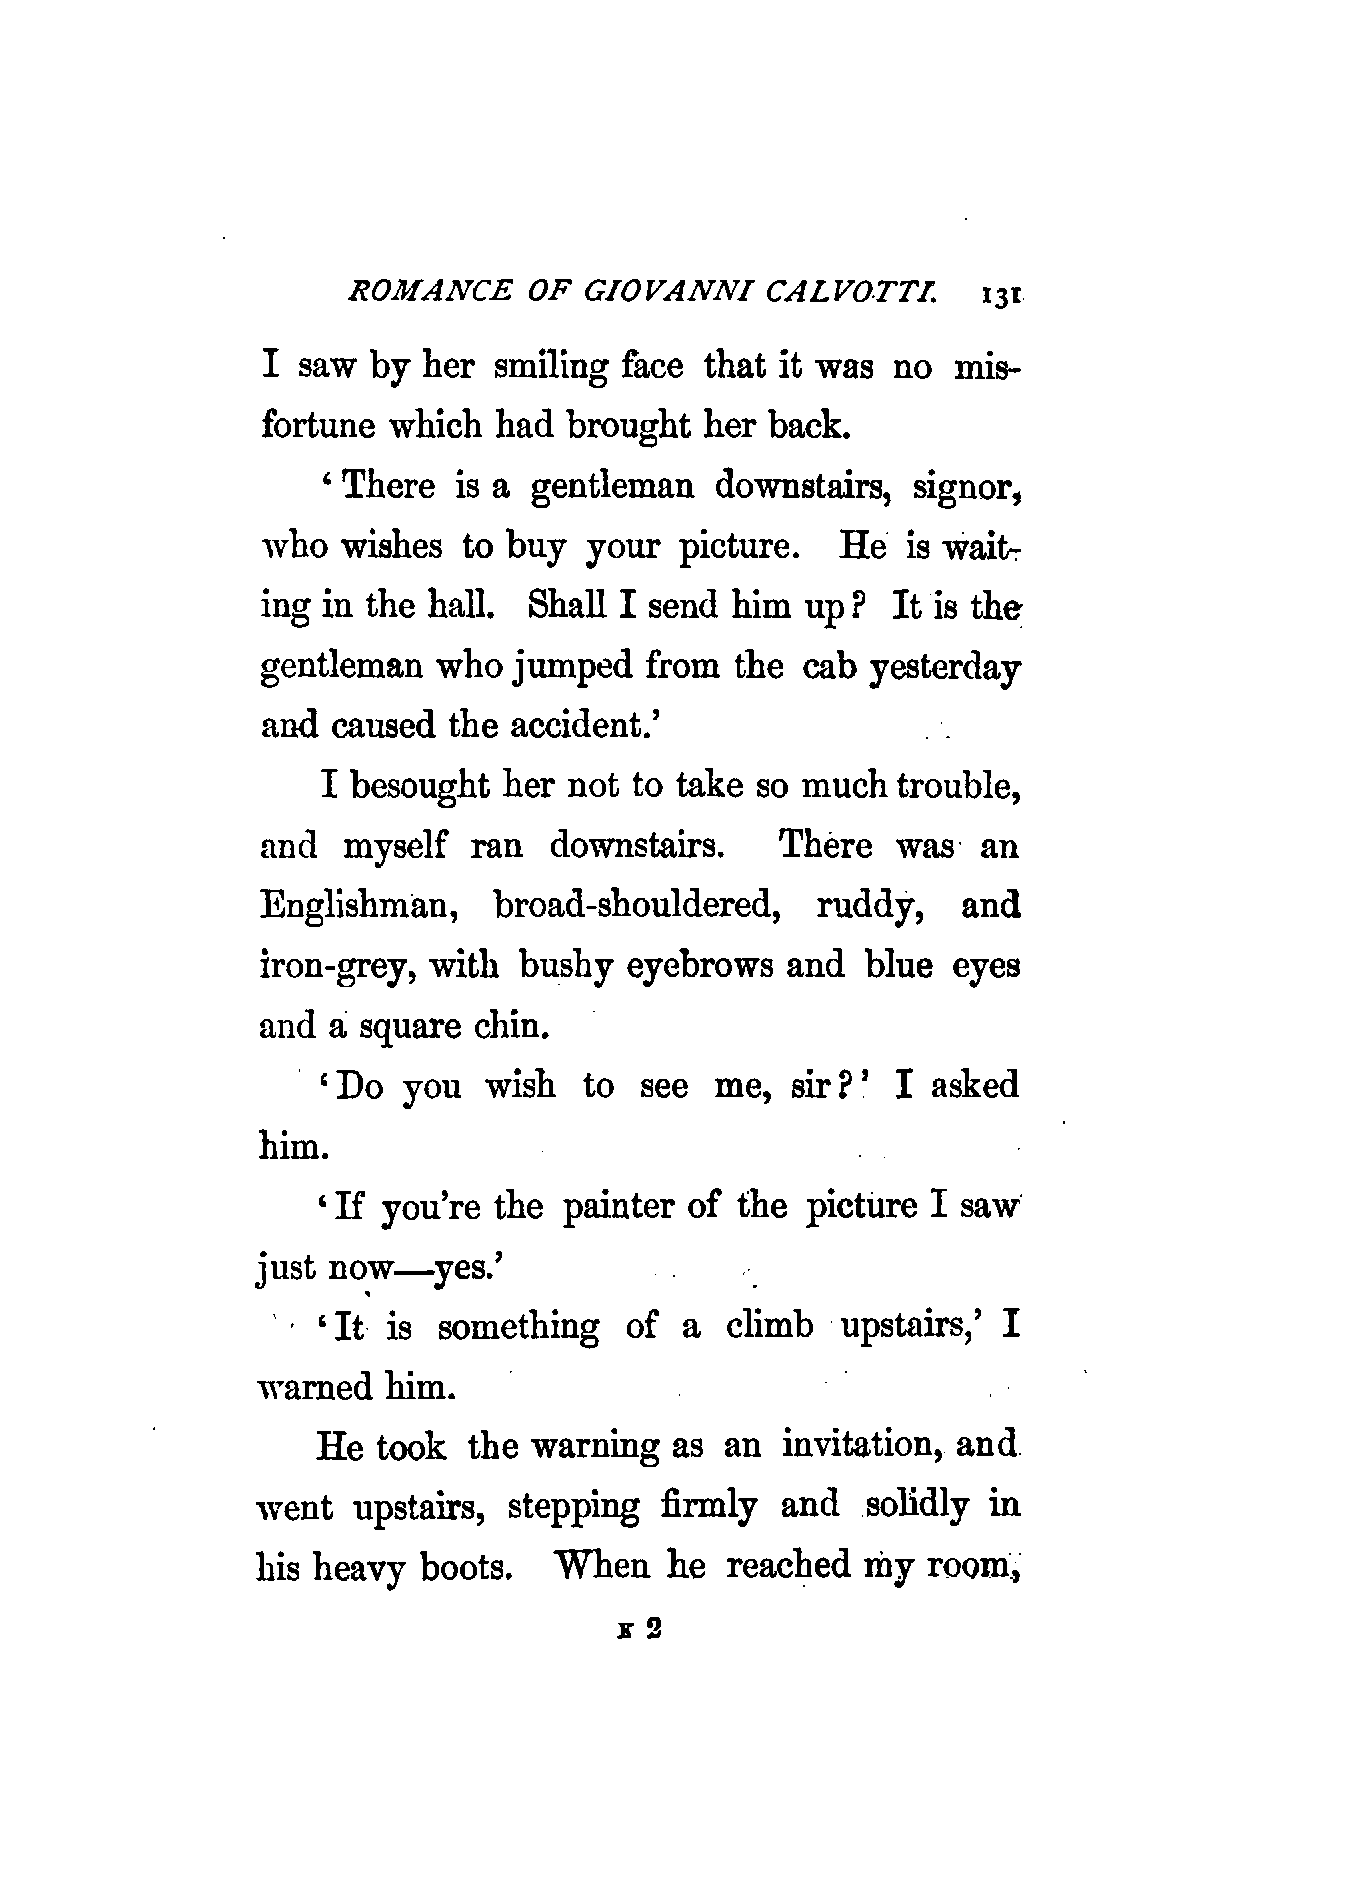 ROMANCE OF GIOVANNI CALVOTTI. 131
I saw by her smiling face that it was no mis-
fortune which had brought her back.
‘There is a gentleman downstairs, signor,
who wishes to buy your picture. He is wait-
ing in the hall. Shall I send him up? It is the
gentleman who jumped from the cab yesterday
and caused the accident.’
I besought her not to take so much trouble,
and myself ran downstairs. There was an
Englishman, broad-shouldered, ruddy, and
iron-grey, with bushy eyebrows and blue eyes
and a square chin.
‘Do you wish to see me, sir?’ I asked
him.
‘If you're the painter of the picture I saw
just now—yes.’
‘It is something of a climb upstairs,’ I
warned him.
He took the warning as an invitation, and
went upstairs, stepping firmly and solidly in
his heavy boots. When he reached my room,
K 2